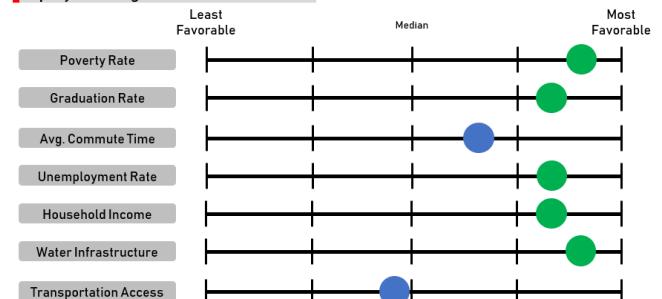 Least
Favorable
Median
Most
Favorable
Poverty Rate
Graduation Rate
Avg. Commute Time
Unemployment Rate
Household Income
Water Infrastructure
Transportation Access